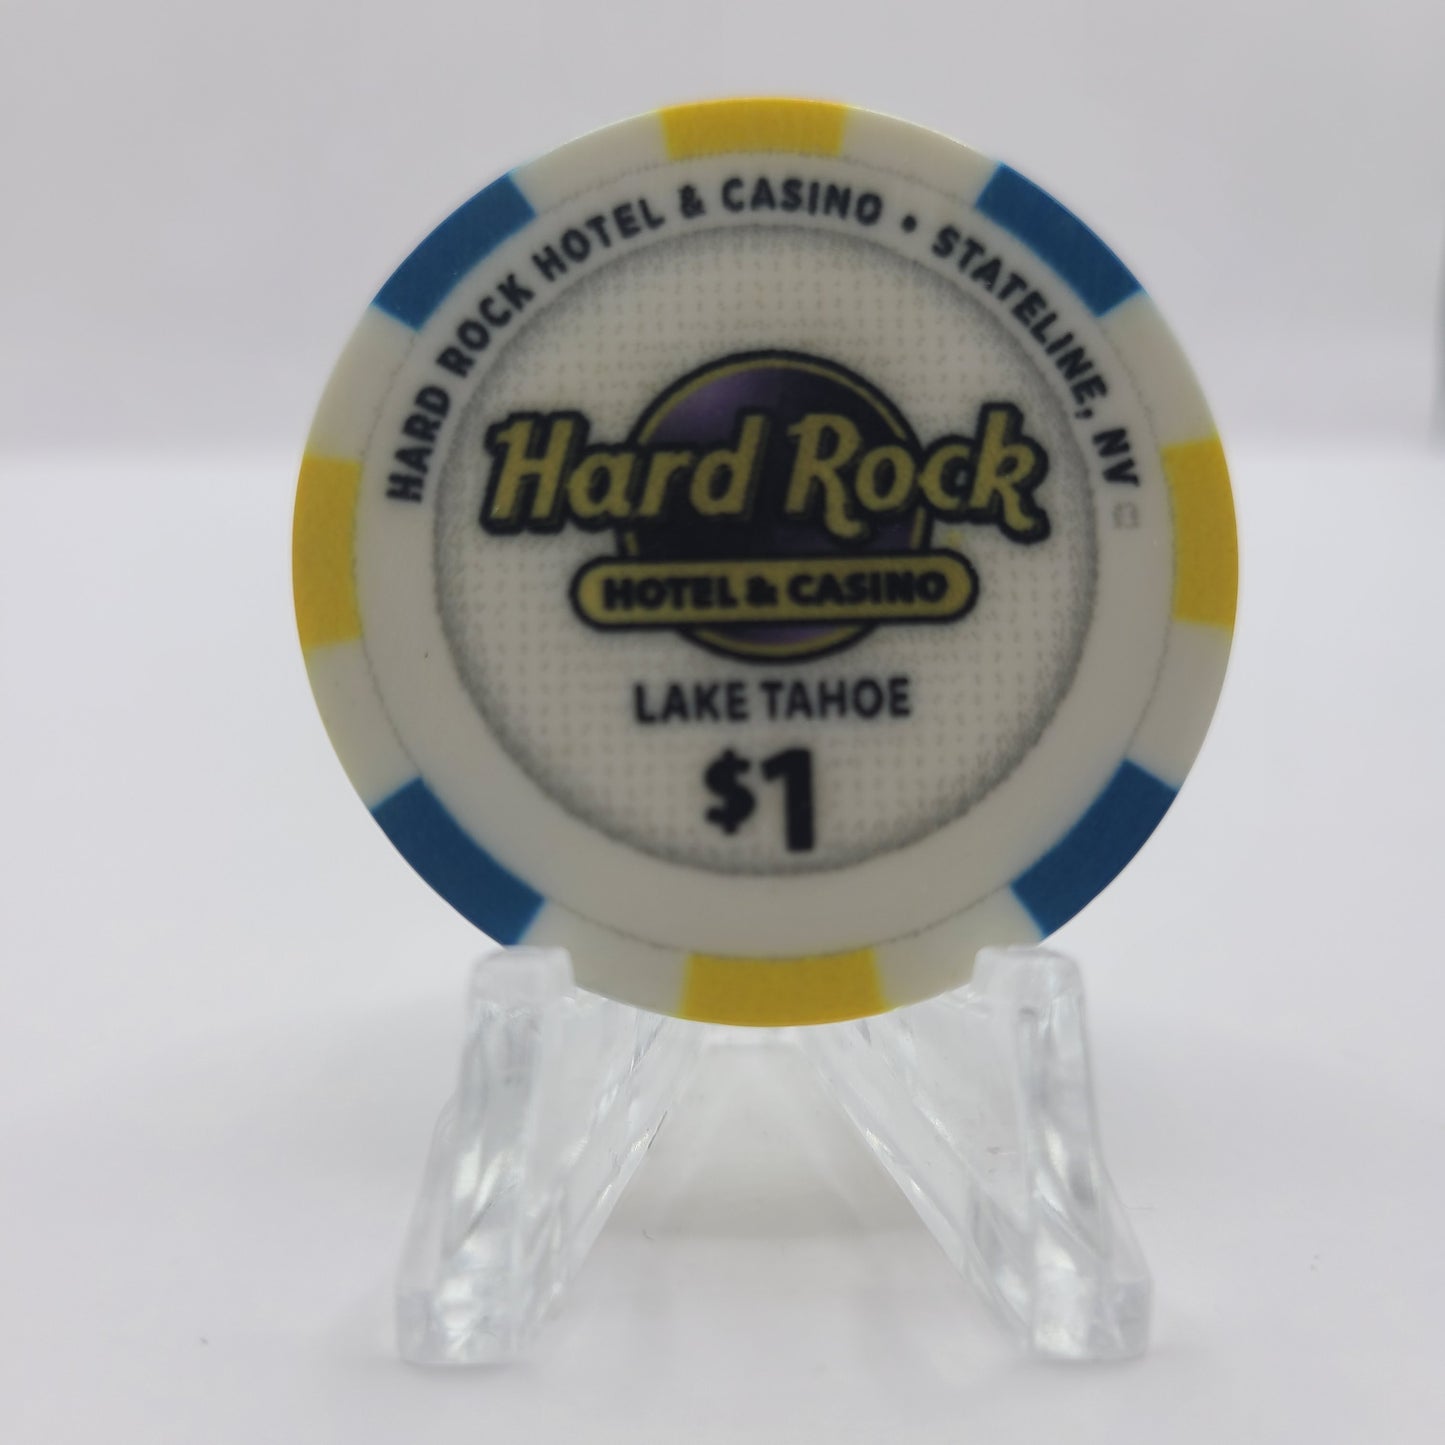 HARD ROCK HOTEL & CASINO • STATELINE, NV
Hard Rock
HOTEL & CASINO
LAKE TAHOE
$1